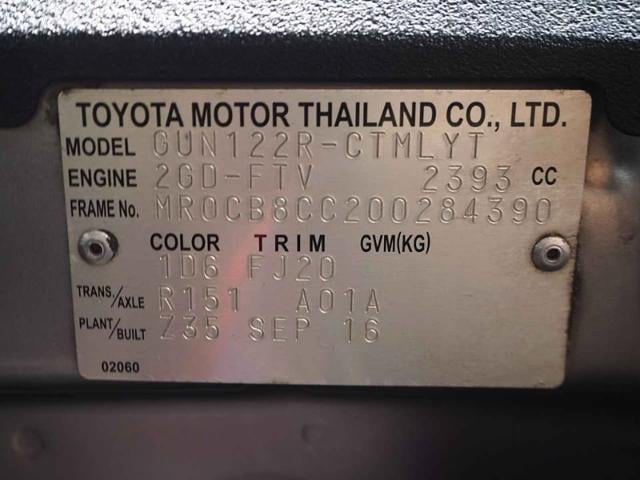 TOYOTA MOTOR THAILAND CO., LTD.
MODEL GUN122R-CTMLYT
ENGINE 2GD-FTV 2393 CC
FRAME No. MR0CB8CC200284390
COLOR TRIM GVM(KG)
1D6 FJ20
TRANS/AXLE R151 A01A
PLANT/BUILT Z35 SEP 16
02060